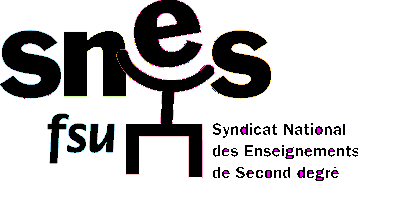 snes
fsu
Syndicat National
des Enseignements
de Second degré